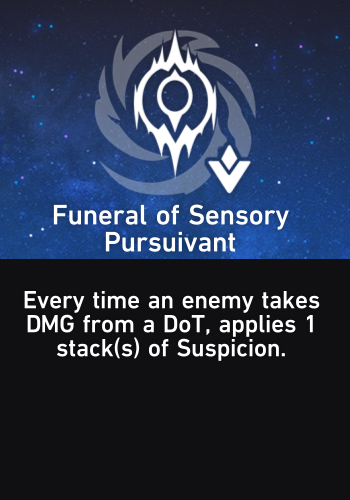 Funeral of Sensory
Pursuivant
Every time an enemy takes
DMG from a DoT, applies 1
stack(s) of Suspicion.